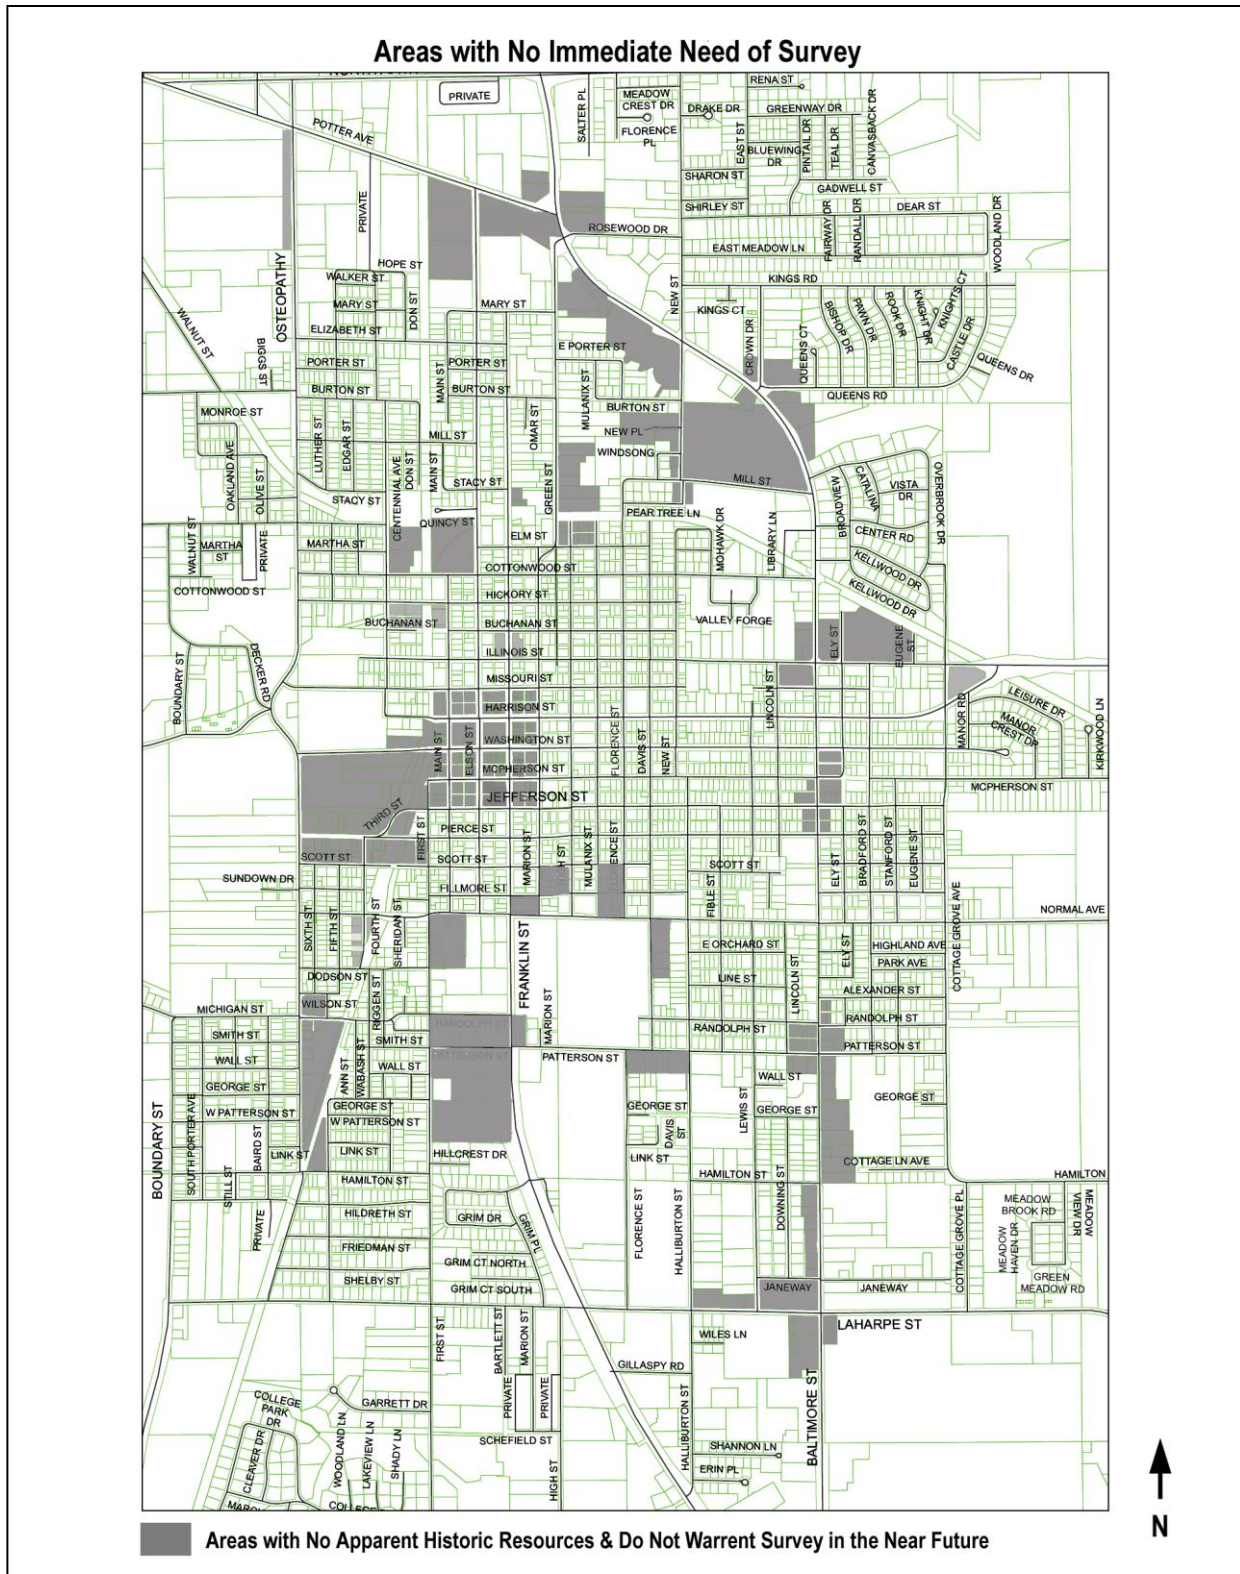 Areas with No Immediate Need of Survey
PRIVATE
POTTER AVE
SALTER PL
MEADOW
CREST DR
FLORENCE
PL
DRAKE DR
RENA ST
GREENWAY DR
EAST ST
BLUEWING
DR
PINTAIL DR
TEAL DR
CANVASBACK DR
SHARON ST
GADWELL ST
SHIRLEY ST
DEAR ST
ROSEWOOD DR
EAST MEADOW LN
FAIRWAY DR
RANDALL DR
WOODLAND DR
PRIVATE
OSTEOPATHY
HOPE ST
WALKER ST
MARY ST
DON ST
MARY ST
NEW ST
KINGS RD
KINGS CT
WALNUT ST
ELIZABETH ST
BIGGS ST
PORTER ST
BURTON ST
MAIN ST
PORTER ST
BURTON ST
E PORTER ST
MULANIX ST
BURTON ST
CROWN DR
QUEENS CT
BISHOP DR
PAWN DR
ROOK DR
KNIGHT DR
KNIGHTS CT
CASTLE DR
QUEENS DR
QUEENS RD
MONROE ST
OAKLAND AVE
OLIVE ST
LUTHER ST
EDGAR ST
MILL ST
OMAR ST
NEW PL
WINDSONG
MILL ST
CENTENNIAL AVE
DON ST
MAIN ST
STACY ST
STACY ST
GREEN ST
PEAR TREE LN
BROADVIEW
CATALINA
VISTA
DR
OVERBROOK DR
QUINCY ST
WALNUT ST
MARTHA
ST
PRIVATE
MARTHA ST
ELM ST
MOHAWK DR
LIBRARY LN
CENTER RD
KELLWOOD DR
KELLWOOD DR
COTTONWOOD ST
COTTONWOOD ST
HICKORY ST
BUCHANAN ST
BUCHANAN ST
VALLEY FORGE
ILLINOIS ST
ELY ST
EUGENE
ST
BOUNDARY ST
DECKER RD
MISSOURI ST
LINCOLN ST
HARRISON ST
MANOR RD
LEISURE DR
MANOR
CREST DR
KIRKWOOD LN
MAIN ST
ELSON ST
WASHINGTON ST
FLORENCE ST
DAVIS ST
NEW ST
MCPHERSON ST
MCPHERSON ST
JEFFERSON ST
THIRD ST
FIRST ST
PIERCE ST
SCOTT ST
SCOTT ST
MARION ST
MULANIX ST
SCOTT ST
ELY ST
BRADFORD ST
STANFORD ST
EUGENE ST
SUNDOWN DR
FILLMORE ST
FIBLE ST
COTTAGE GROVE AVE
NORMAL AVE
SIXTH ST
FIFTH ST
FOURTH ST
SHERIDAN ST
FRANKLIN ST
E ORCHARD ST
ELY ST
HIGHLAND AVE
PARK AVE
DODSON ST
LINE ST
LINCOLN ST
ALEXANDER ST
WILSON ST
RIGGEN ST
MARION ST
MICHIGAN ST
RANDOLPH ST
RANDOLPH ST
RANDOLPH ST
SMITH ST
SMITH ST
PATTERSON ST
PATTERSON ST
PATTERSON ST
WALL ST
ANN ST
WABASH ST
WALL ST
WALL ST
GEORGE ST
GEORGE ST
GEORGE ST
LEWIS ST
GEORGE ST
GEORGE ST
BOUNDARY ST
SOUTH PORTER AVE
W PATTERSON ST
W PATTERSON ST
DAVIS
ST
STILL ST
BAIRD ST
LINK ST
LINK ST
HILLCREST DR
LINK ST
COTTAGE LN AVE
HAMILTON ST
HAMILTON ST
HAMILTON
DOWNING ST
PRIVATE
HILDRETH ST
GRIM DR
GRIM PL
FLORENCE ST
HALLIBURTON ST
COTTAGE GROVE PL
MEADOW
BROOK RD
MEADOW
VIEW DR
MEADOW
HAVEN DR
GREEN
MEADOW RD
FRIEDMAN ST
GRIM CT NORTH
SHELBY ST
GRIM CT SOUTH
JANEWAY
JANEWAY
LAHARPE ST
FIRST ST
BARTLETT ST
MARION ST
WILES LN
GILLASPY RD
PRIVATE
PRIVATE
GARRETT DR
COLLEGE
PARK
DR
CLEAVER DR
WOODLAND LN
LAKEVIEW LN
SHADY LN
SCHEFIELD ST
HIGH ST
HALLIBURTON ST
SHANNON LN
ERIN PL
BALTIMORE ST
N
Areas with No Apparent Historic Resources & Do Not Warrent Survey in the Near Future